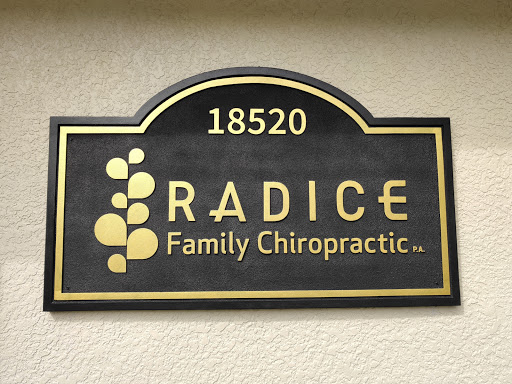 18520
RADICE
Family Chiropractic P.A.